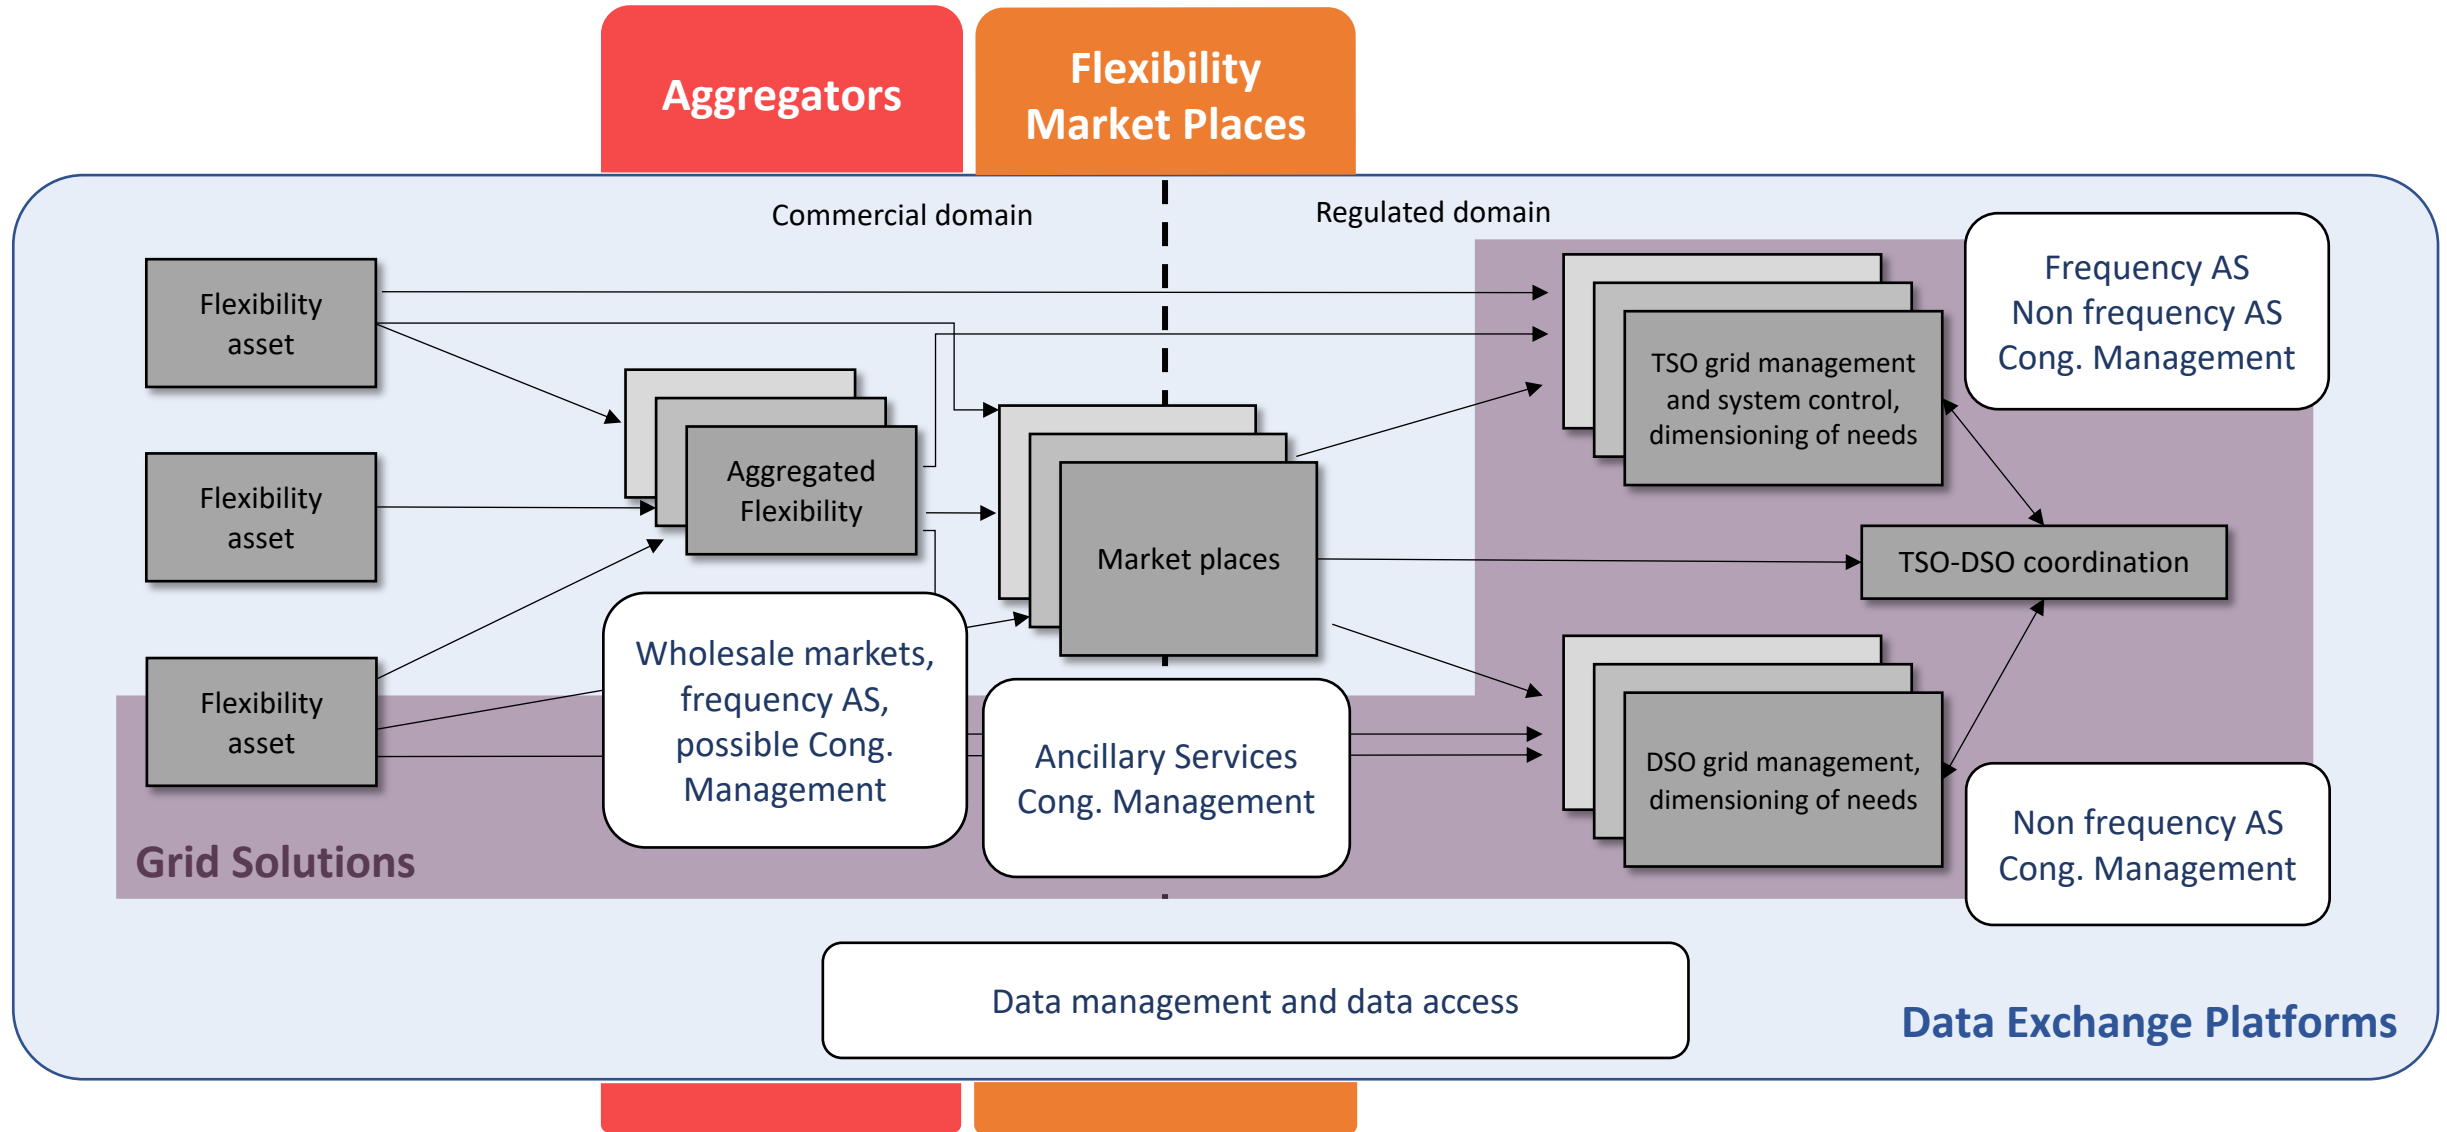 Aggregators
Flexibility
Market Places
Commercial domain
Regulated domain
Flexibility
asset
Flexibility
asset
Flexibility
asset
Aggregated
Flexibility
Market places
TSO grid management
and system control,
dimensioning of needs
Frequency AS
Non frequency AS
Cong. Management
TSO-DSO coordination
Wholesale markets,
frequency AS,
possible Cong.
Management
Ancillary Services
Cong. Management
DSO grid management,
dimensioning of needs
Non frequency AS
Cong. Management
Grid Solutions
Data management and data access
Data Exchange Platforms